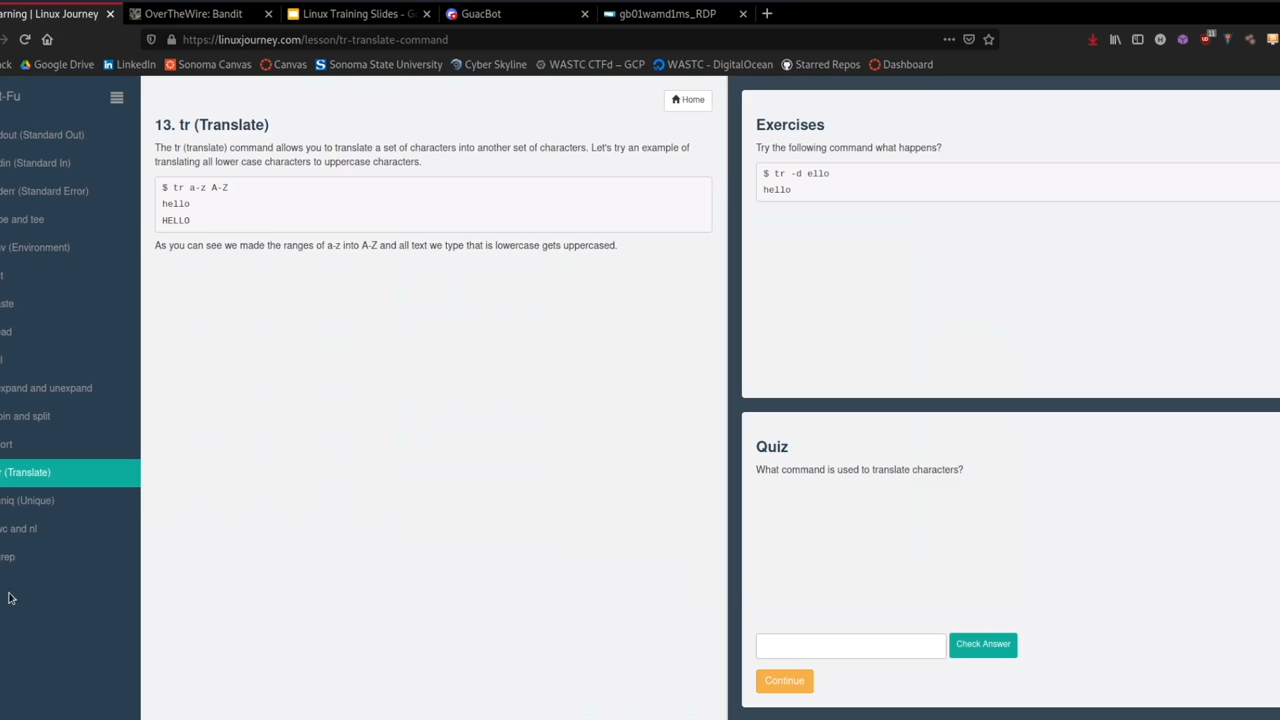 arning | Linux Journey
OverTheWire: Bandit
Linux Training Slides - G
GuacBot
gb01wamd1ms_RDP
https://linuxjourney.com/lesson/tr-translate-command
11
ck
Google Drive
LinkedIn
Sonoma Canvas
Canvas
Sonoma State University
Cyber Skyline
WASTC CTFd – GCP
WASTC - DigitalOcean
Starred Repos
Dashboard
t-Fu
dout (Standard Out)
din (Standard In)
derr (Standard Error)
pe and tee
nv (Environment)
t
aste
ead
l
xpand and unexpand
oin and split
ort
r (Translate)
niq (Unique)
wc and nl
rep
Home
13. tr (Translate)
The tr (translate) command allows you to translate a set of characters into another set of characters. Let's try an example of
translating all lower case characters to uppercase characters.
$ tr a-z A-Z
hello
HELLO
As you can see we made the ranges of a-z into A-Z and all text we type that is lowercase gets uppercased.
Exercises
Try the following command what happens?
$ tr -d ello
hello
Quiz
What command is used to translate characters?
Check Answer
Continue